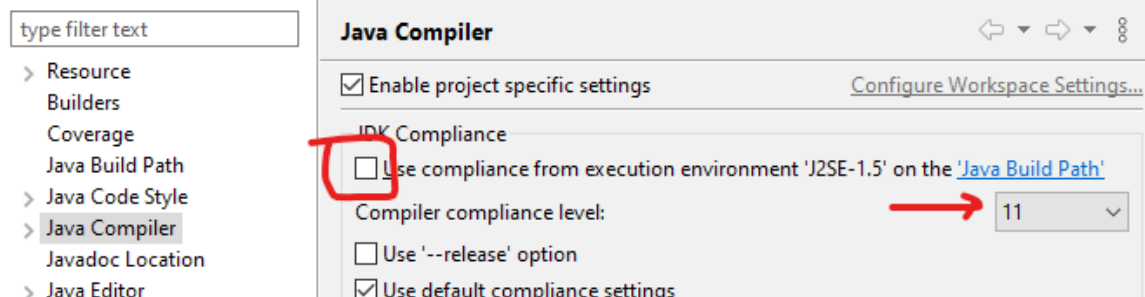 type filter text
Resource
Builders
Coverage
Java Build Path
Java Code Style
Java Compiler
Javadoc Location
Java Editor
Java Compiler
Enable project specific settings
Configure Workspace Settings...
JDK Compliance
Use compliance from execution environment 'J2SE-1.5' on the 'Java Build Path'
Compiler compliance level:
11
Use '--release' option
Use default compliance settings